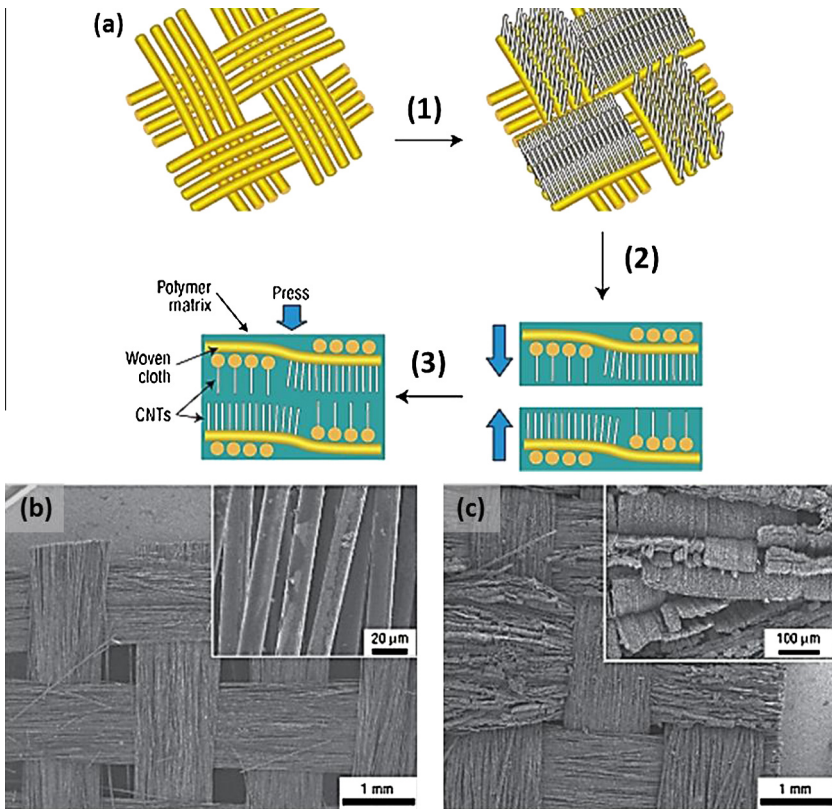 (a)
(1)
(2)
Polymer
matrix
Press
Woven
cloth
(3)
CNTs
(b)
20 μm
1 mm
(c)
100 μm
1 mm